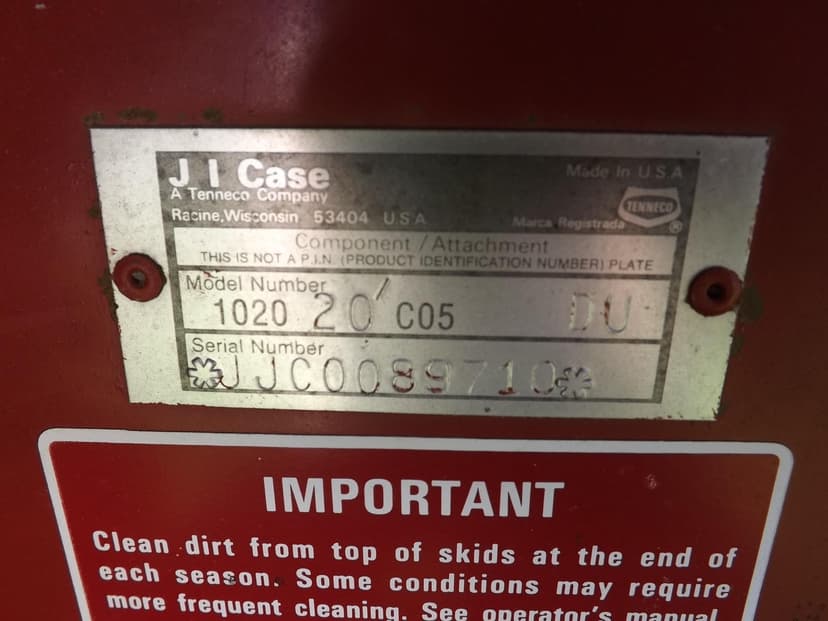 J I Case
Made in U S A
A Tenneco Company
TENNECO
Racine, Wisconsin 53404 U S A
Marca Registrada ®
Component / Attachment
THIS IS NOT A P.I.N. (PRODUCT IDENTIFICATION NUMBER) PLATE
Model Number
1020 20' C05 DU
Serial Number
*JJC0089710*
IMPORTANT
Clean dirt from top of skids at the end of
each season. Some conditions may require
more frequent cleaning. See operator's manual.